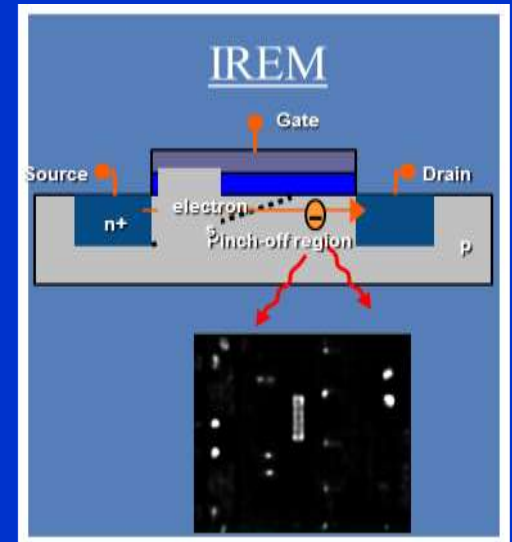 IREM
Gate
Source
Drain
electron
n+
s
Pinch-off region
p